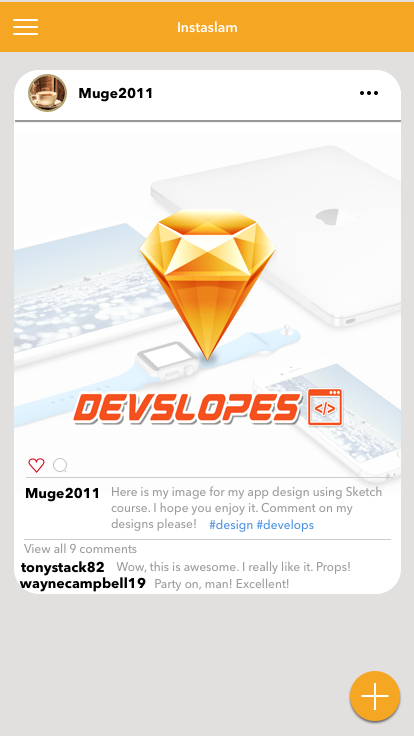 Instaslam
Muge2011
DEVSLOPES </>
Muge2011 Here is my image for my app design using Sketch
course. I hope you enjoy it. Comment on my
designs please! #design #develops
View all 9 comments
tonystack82 Wow, this is awesome. I really like it. Props!
waynecampbell19 Party on, man! Excellent!